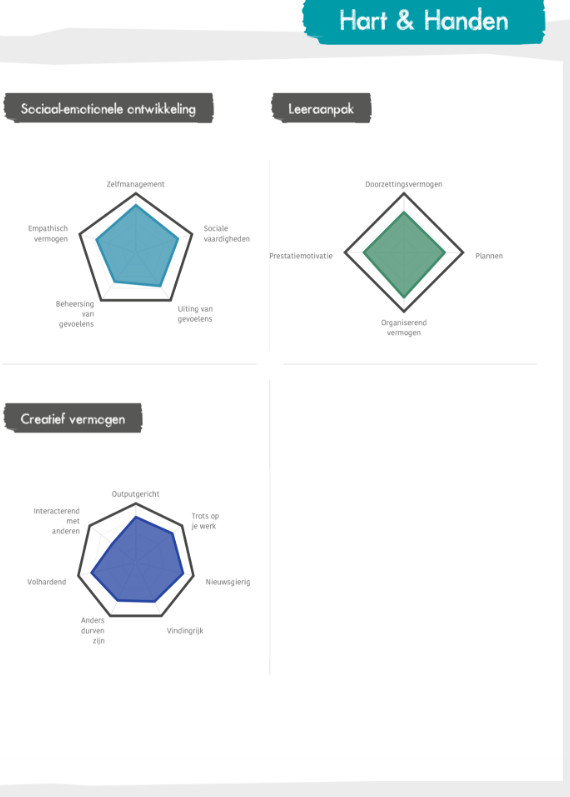 Hart & Handen
Sociaal-emotionele ontwikkeling
Leeraanpak
Zelfmanagement
Empathisch
vermogen
Sociale
vaardigheden
Beheersing
van
gevoelens
Uiting van
gevoelens
Doorzettingsvermogen
Prestatiemotivatie
Plannen
Organiserend
vermogen
Creatief vermogen
Outputgericht
Interacterend
met
anderen
Trots op
je werk
Volhardend
Nieuwsgierig
Anders
durven
zijn
Vindingrijk